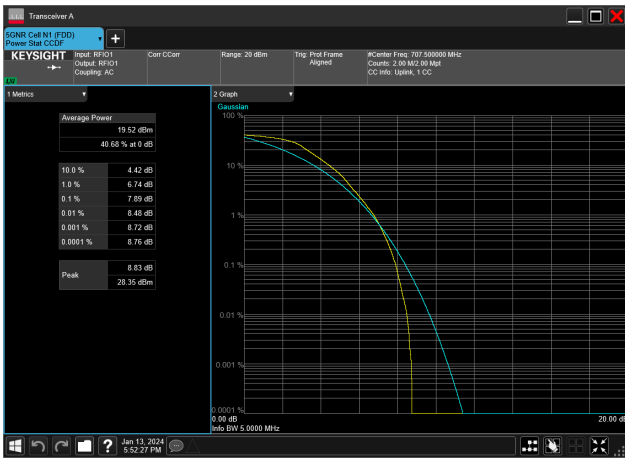 Transceiver A
5GNR Cell N1 (FDD)
Power Stat CCDF
KEYSIGHT
Input: RFIO1
Output: RFIO1
Coupling: AC
Corr CCorr
Range: 20 dBm
Trig: Prot Frame
Aligned
#Center Freq: 707.500000 MHz
Counts: 2.00 M/2.00 Mpt
CC Info: Uplink, 1 CC
1 Metrics
Average Power
19.52 dBm
40.68 % at 0 dB
10.0 % 4.42 dB
1.0 % 6.74 dB
0.1 % 7.89 dB
0.01 % 8.48 dB
0.001 % 8.72 dB
0.0001 % 8.76 dB
Peak
8.83 dB
28.35 dBm
2 Graph
Gaussian
100 %
10 %
1 %
0.1 %
0.01 %
0.001 %
0.0001 %
0.00 dB
20.00 dB
Info BW 5.0000 MHz
Jan 13, 2024
5:52:27 PM